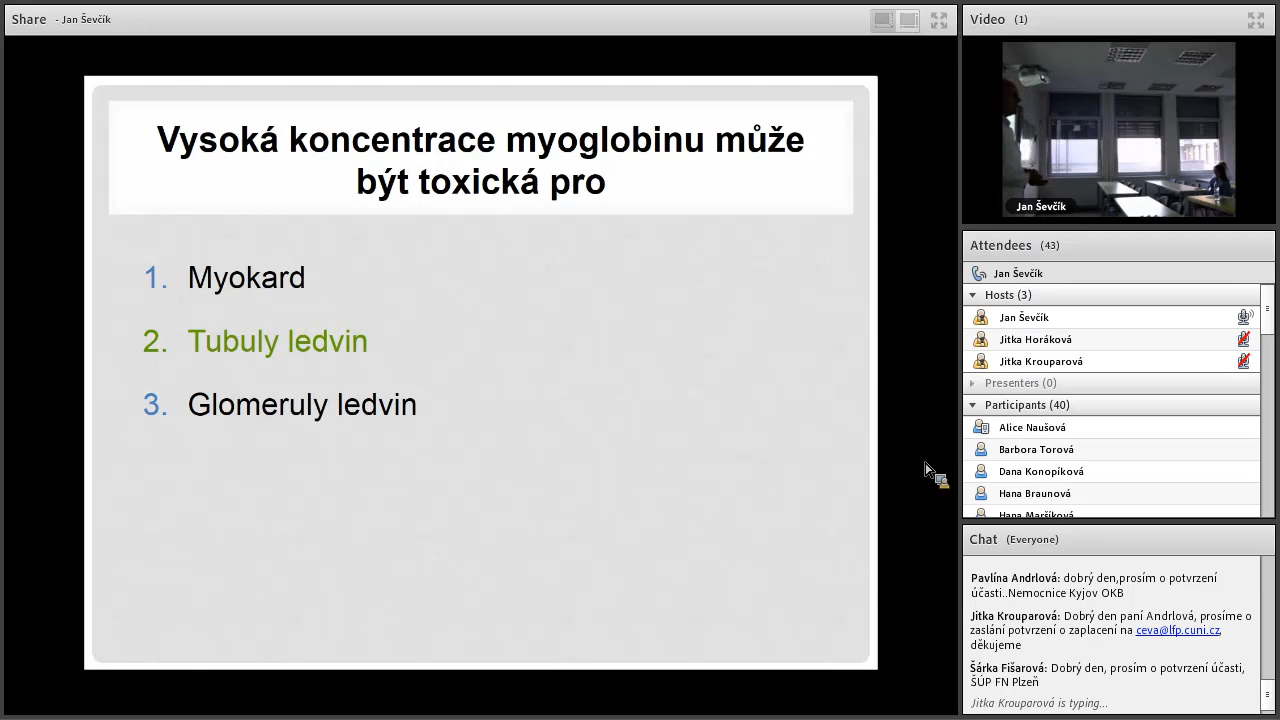 Share - Jan Ševčík
Vysoká koncentrace myoglobinu může
být toxická pro
1. Myokard
2. Tubuly ledvin
3. Glomeruly ledvin
Video (1)
Jan Ševčík
Attendees (43)
Jan Ševčík
Hosts (3)
Jan Ševčík
Jitka Horáková
Jitka Krouparová
Presenters (0)
Participants (40)
Alice Naušová
Barbora Torová
Dana Konopíková
Hana Braunová
Hana Maršíková
Chat (Everyone)
Pavlína Andrlová: dobrý den,prosím o potvrzení
účasti..Nemocnice Kyjov OKB
Jitka Krouparová: Dobrý den paní Andrlová, prosíme o
zaslání potvrzení o zaplacení na ceva@lfp.cuni.cz,
děkujeme
Šárka Fišarová: Dobrý den, prosím o potvrzení účasti,
ŠÚP FN Plzeň
Jitka Krouparová is typing...